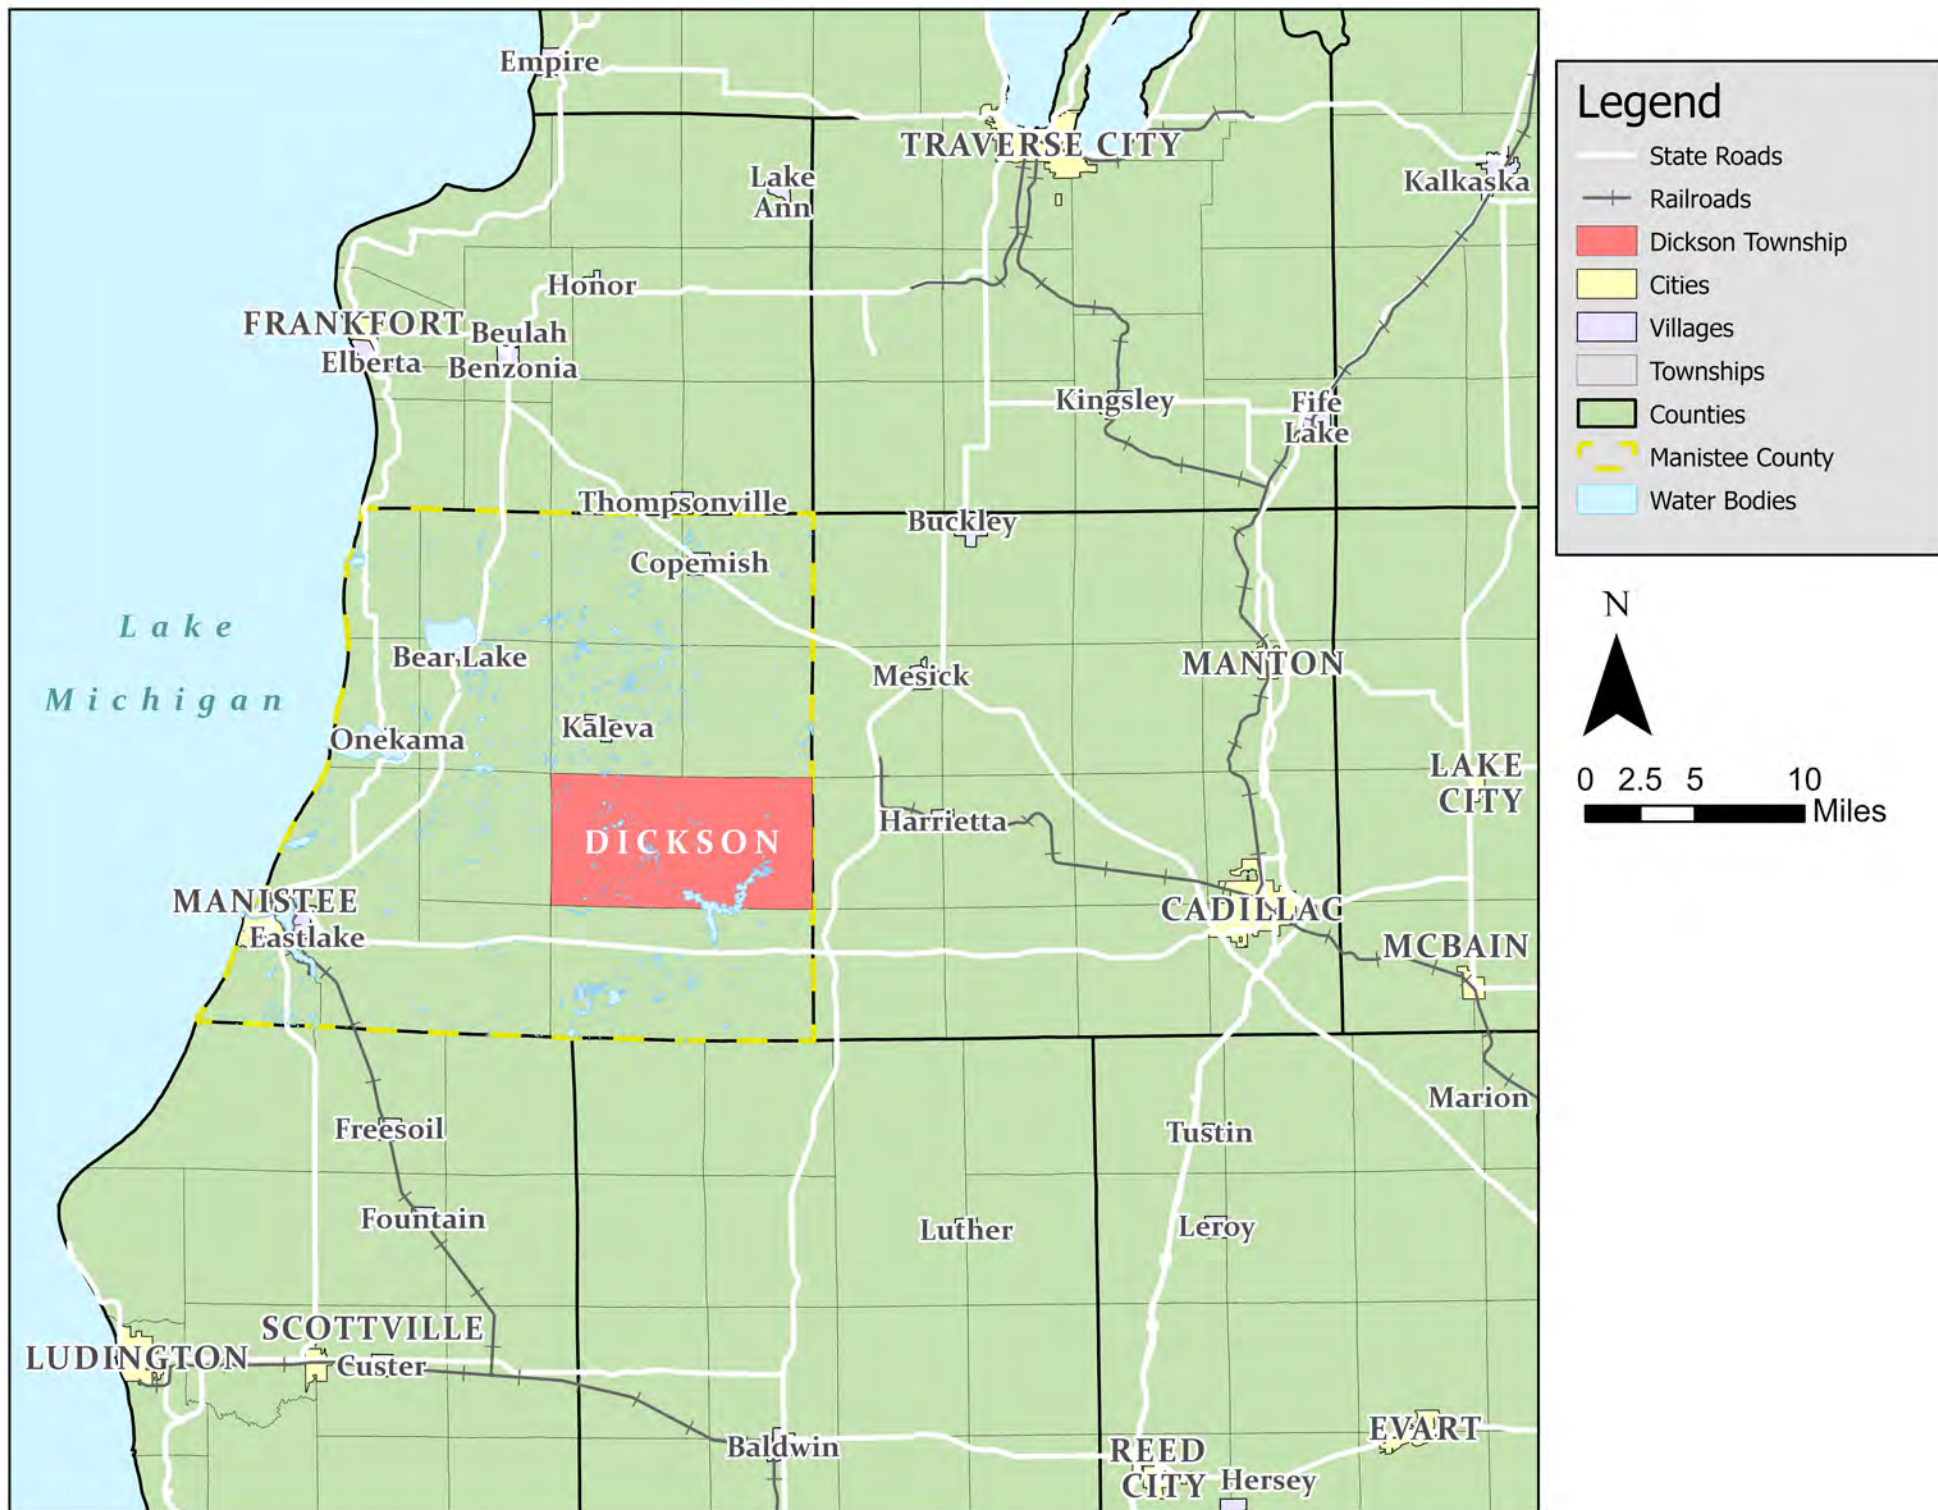 Empire
TRAVERSE CITY
Lake
Ann
Kalkaska
Honor
FRANKFORT
Beulah
Elberta
Benzonia
Kingsley
Fife
Lake
Thompsonville
Buckley
Copemish
Lake
Michigan
Bear Lake
Mesick
MANTON
Kaleva
Onekama
LAKE
CITY
Harrietta
DICKSON
MANISTEE
Eastlake
CADILLAC
MCBAIN
Marion
Freesoil
Tustin
Fountain
Luther
Leroy
SCOTTVILLE
LUDINGTON
Custer
Baldwin
REED
CITY
EVART
Hersey
Legend
State Roads
Railroads
Dickson Township
Cities
Villages
Townships
Counties
Manistee County
Water Bodies
N
0 2.5 5 10
Miles